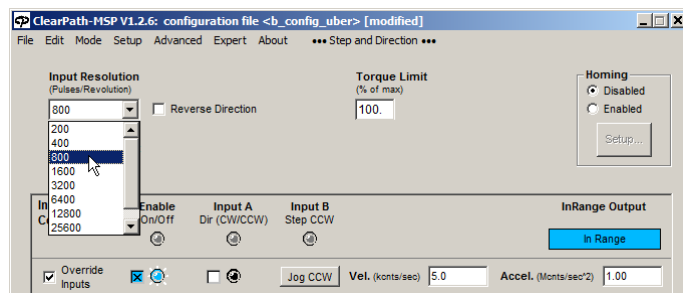 ClearPath-MSP V1.2.6: configuration file <b_config_uber> [modified]
File Edit Mode Setup Advanced Expert About ••• Step and Direction •••
Input Resolution
(Pulses/Revolution)
800
Reverse Direction
Torque Limit
(% of max)
100.
Homing
Disabled
Enabled
Setup...
200
400
800
1600
3200
6400
12800
25600
Enable
On/Off
Input A
Dir (CW/CCW)
Input B
Step CCW
InRange Output
In Range
Override
Inputs
Jog CCW
Vel. (kcnts/sec) 5.0
Accel. (Mcnts/sec^2) 1.00